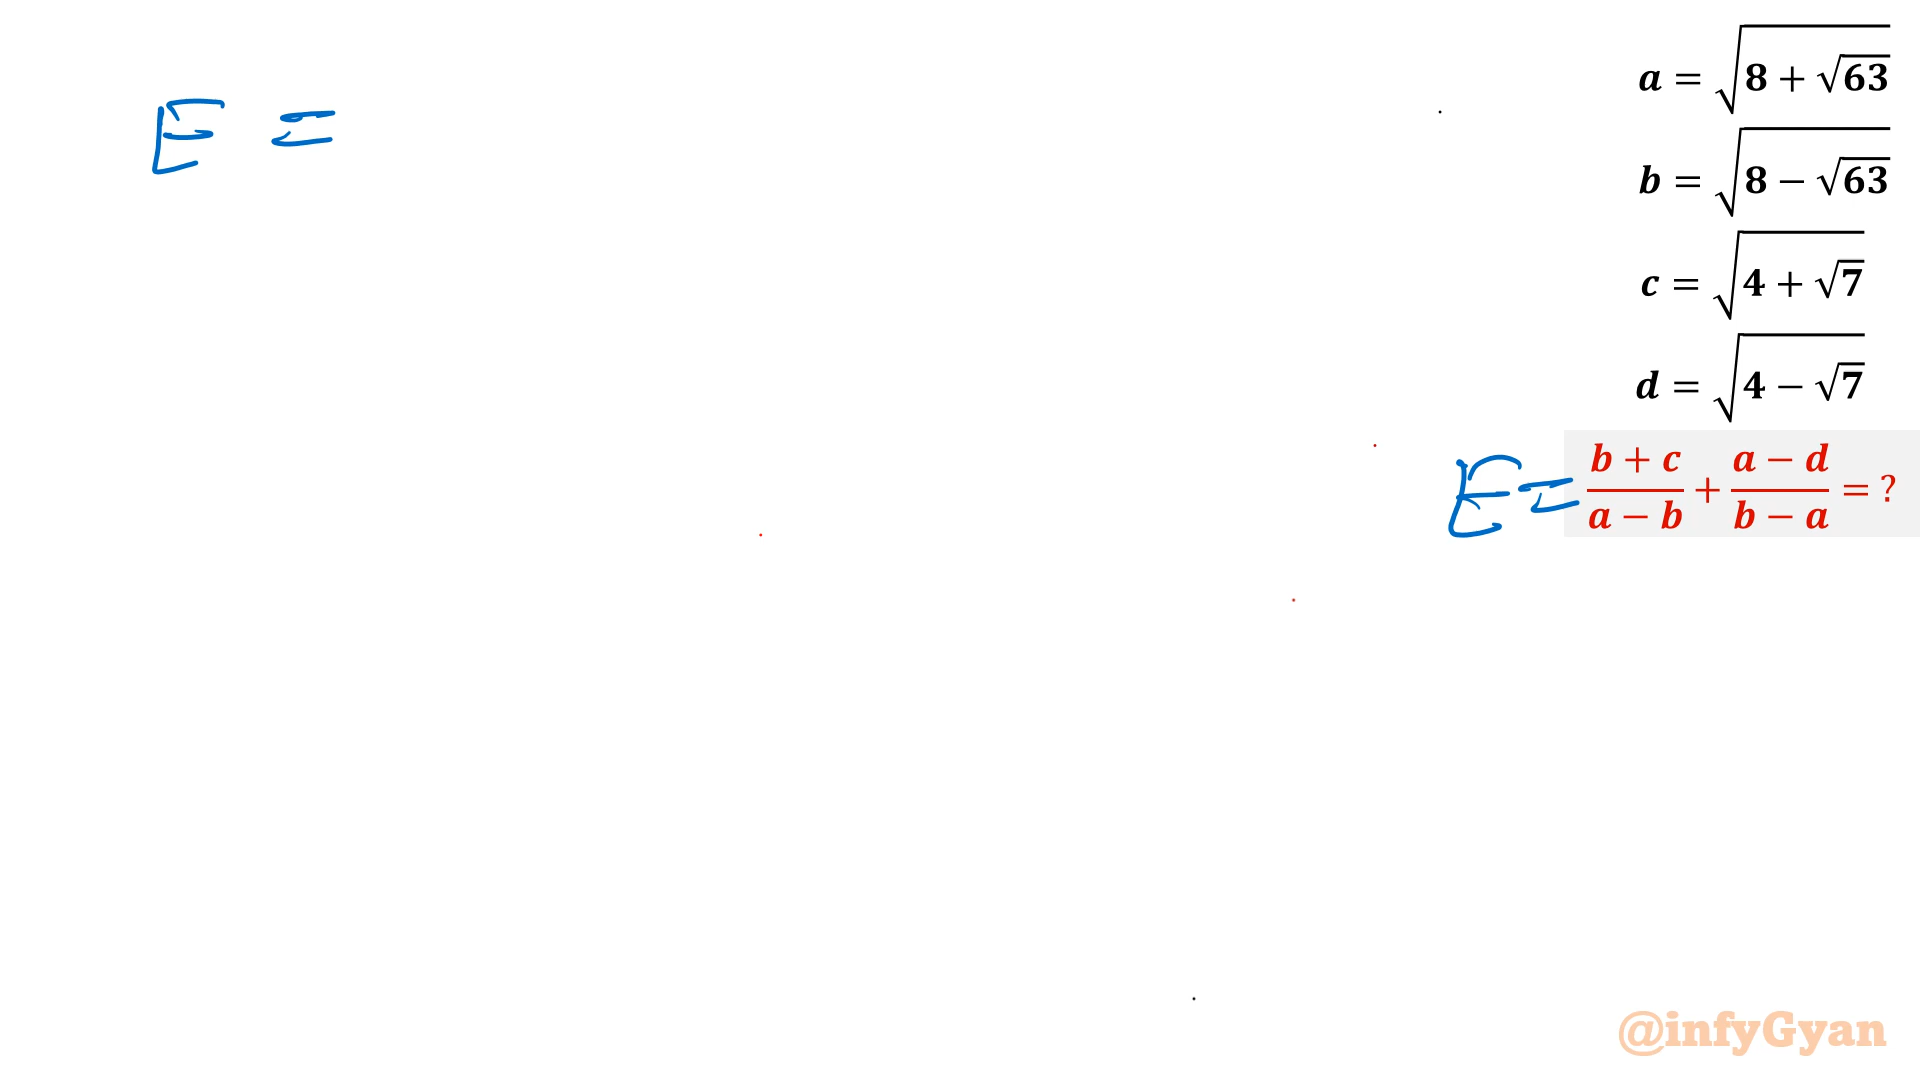 E =
a = √(8 + √63)
b = √(8 − √63)
c = √(4 + √7)
d = √(4 − √7)
E = (b + c)/(a − b) + (a − d)/(b − a) = ?
@infyGyan